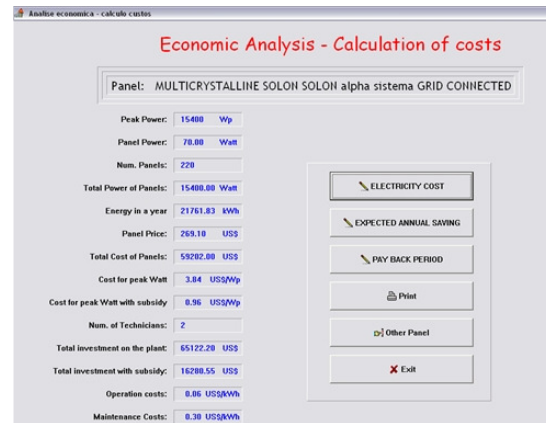 Analise economica - calculo custos
Economic Analysis - Calculation of costs
Panel: MULTICRYSTALLINE SOLON SOLON alpha sistema GRID CONNECTED
Peak Power: 15400 Wp
Panel Power: 70.00 Watt
Num. Panels: 220
Total Power of Panels: 15400.00 Watt
Energy in a year 21761.83 kWh
Panel Price: 269.10 US$
Total Cost of Panels: 59202.00 US$
Cost for peak Watt 3.84 US$/Wp
Cost for peak Watt with subsidy 0.96 US$/Wp
Num. of Technicians: 2
Total investment on the plant: 65122.20 US$
Total investment with subsidy: 16280.55 US$
Operation costs: 0.06 US$/kWh
Maintenance Costs: 0.30 US$/kWh
ELECTRICITY COST
EXPECTED ANNUAL SAVING
PAY BACK PERIOD
Print
Other Panel
Exit